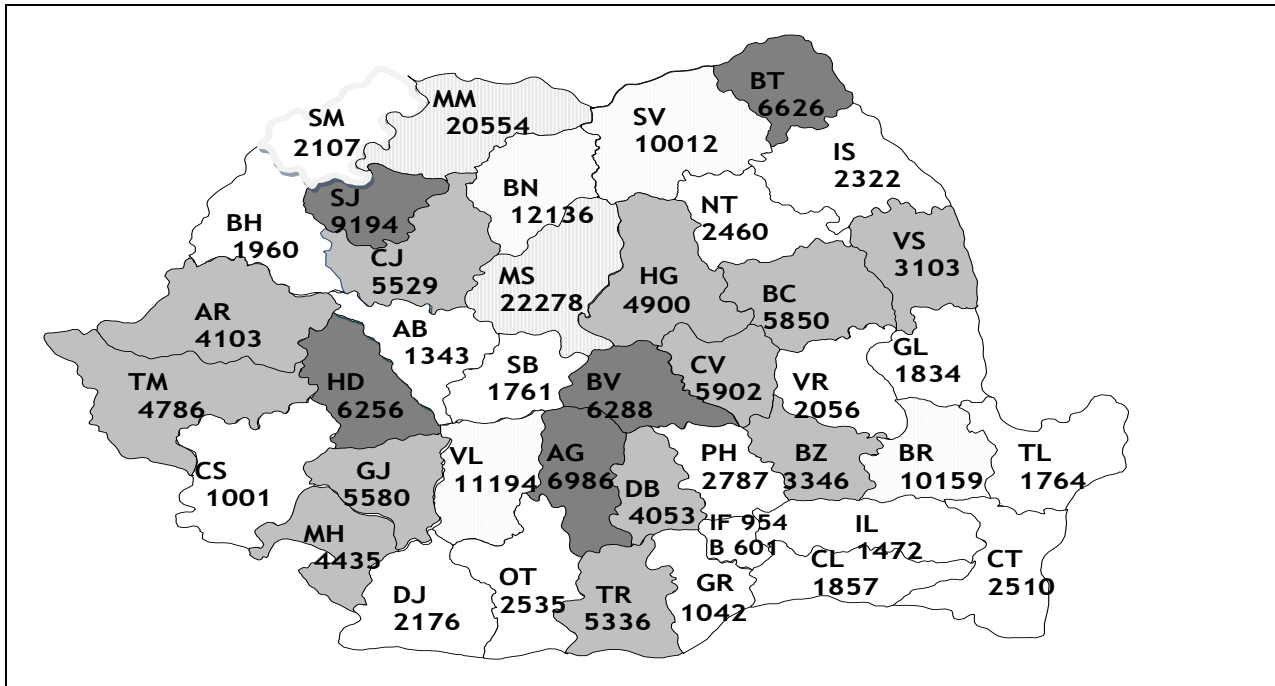 BT
6626
MM
20554
SM
2107
SV
10012
IS
2322
SJ
9194
BN
12136
NT
2460
BH
1960
VS
3103
CJ
5529
MS
22278
HG
4900
BC
5850
AR
4103
AB
1343
GL
1834
SB
1761
CV
5902
TM
4786
HD
6256
BV
6288
VR
2056
CS
1001
GJ
5580
VL
11194
AG
6986
PH
2787
BZ
3346
BR
10159
TL
1764
DB
4053
MH
4435
IF 954
B 601
IL
1472
CL
1857
CT
2510
DJ
2176
OT
2535
TR
5336
GR
1042